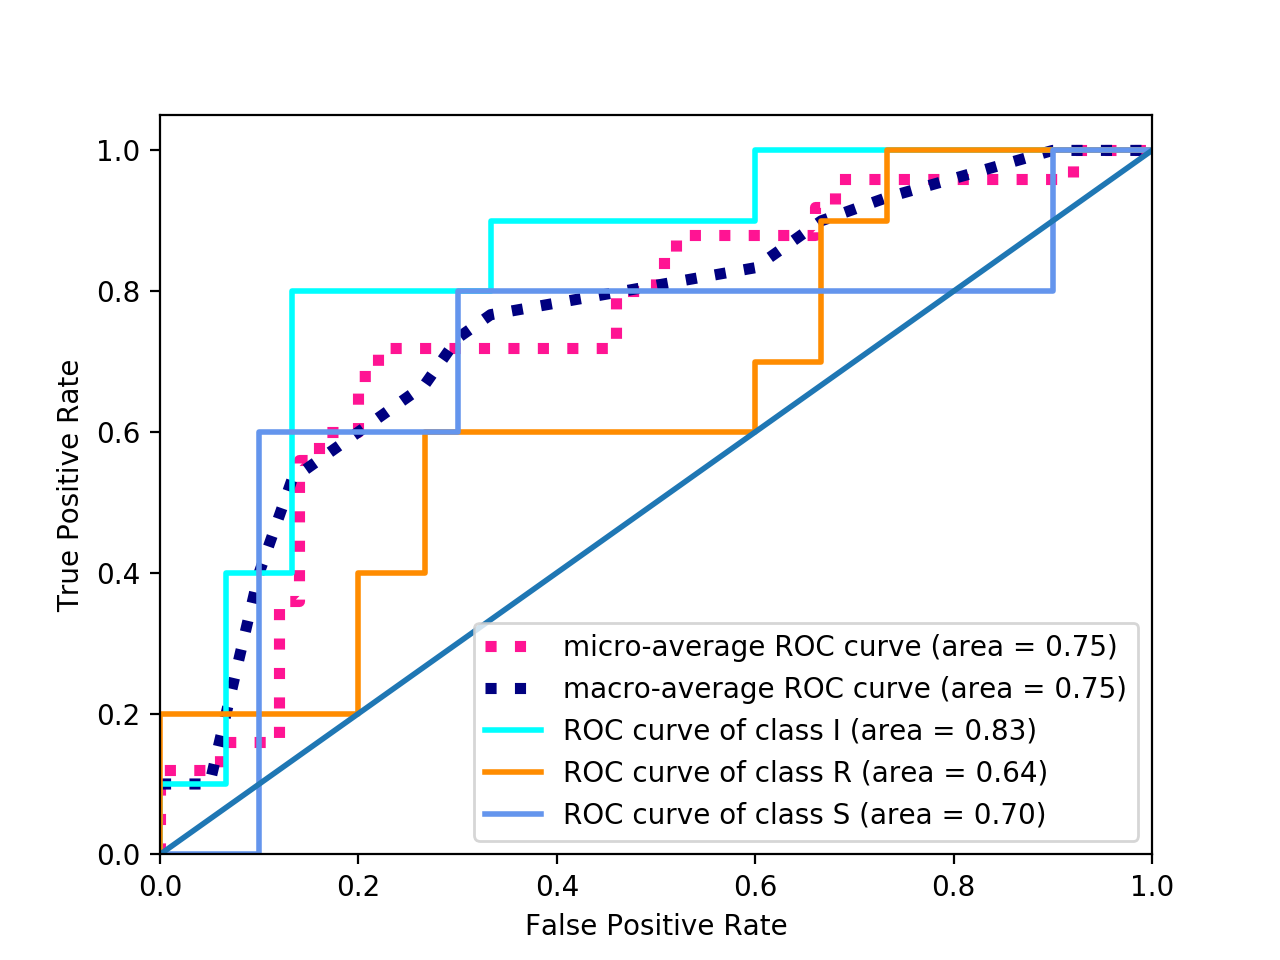 1.0
0.8
0.6
0.4
0.2
0.0
True Positive Rate
micro-average ROC curve (area = 0.75)
macro-average ROC curve (area = 0.75)
ROC curve of class I (area = 0.83)
ROC curve of class R (area = 0.64)
ROC curve of class S (area = 0.70)
0.0 0.2 0.4 0.6 0.8 1.0
False Positive Rate